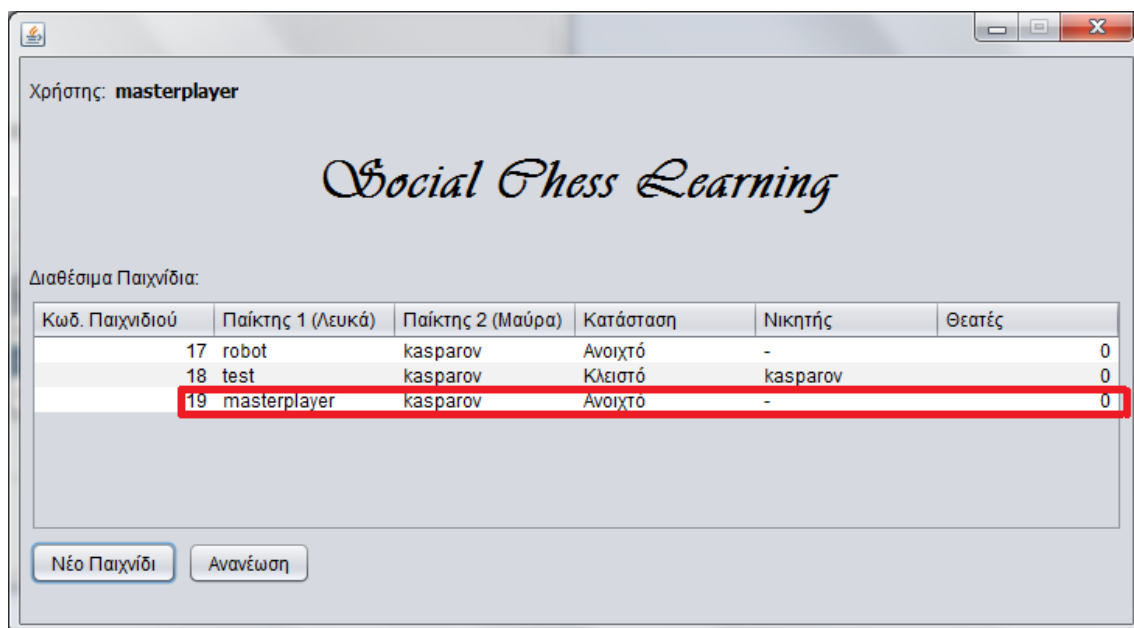 Χρήστης: masterplayer
Social Chess Learning
Διαθέσιμα Παιχνίδια:
Κωδ. Παιχνιδιού Παίκτης 1 (Λευκά) Παίκτης 2 (Μαύρα) Κατάσταση Νικητής Θεατές
17 robot kasparov Ανοιχτό - 0
18 test kasparov Κλειστό kasparov 0
19 masterplayer kasparov Ανοιχτό - 0
Νέο Παιχνίδι Ανανέωση